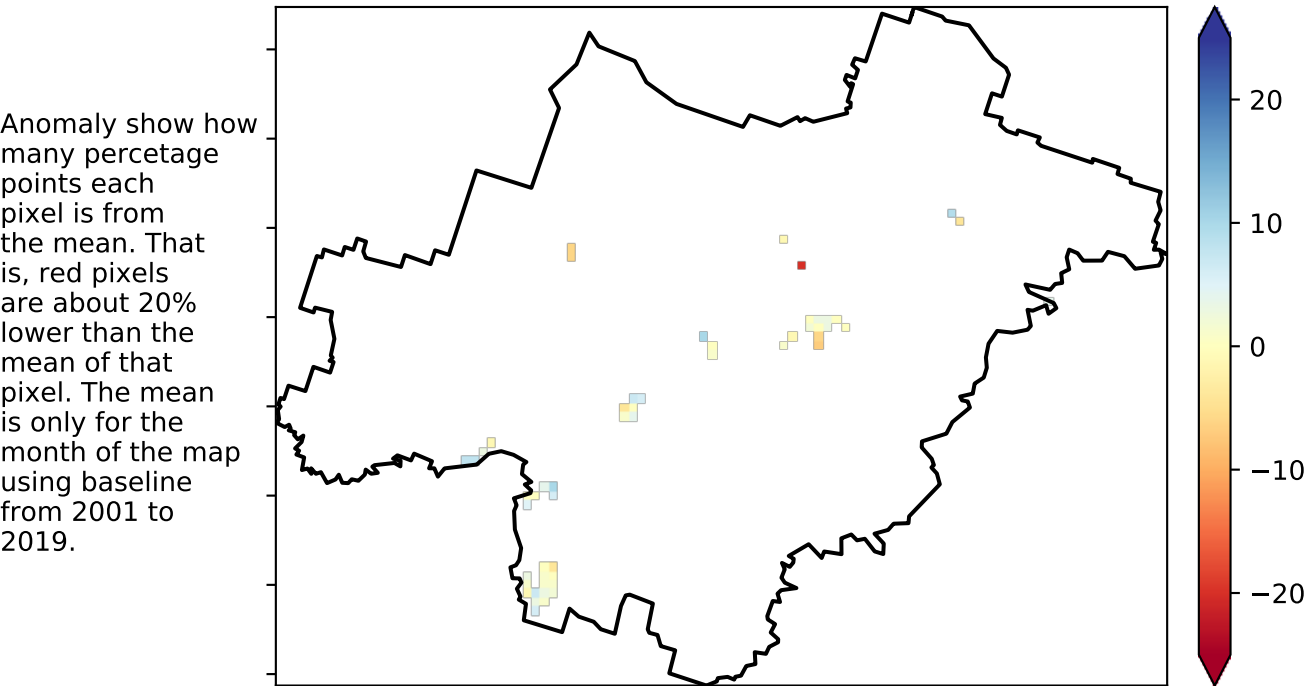 Anomaly show how
many percetage
points each
pixel is from
the mean. That
is, red pixels
are about 20%
lower than the
mean of that
pixel. The mean
is only for the
month of the map
using baseline
from 2001 to
2019.
20
10
0
−10
−20